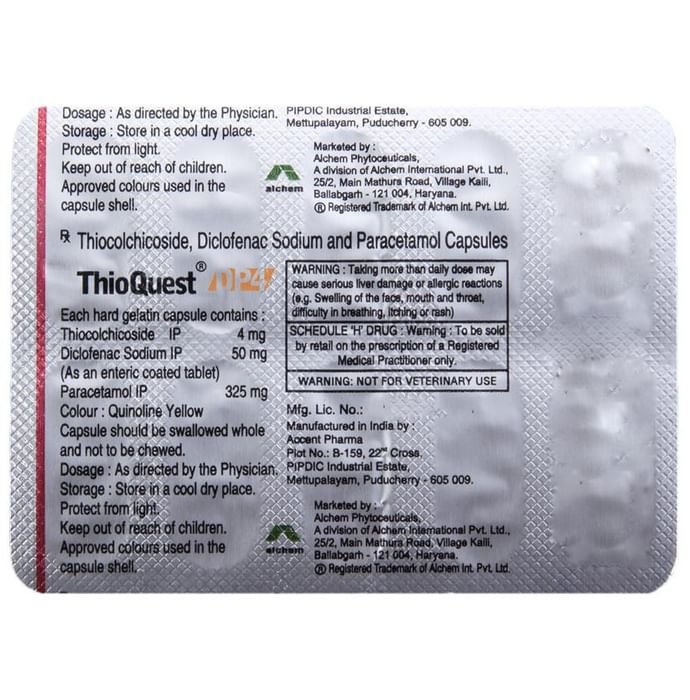 Dosage : As directed by the Physician.
Storage : Store in a cool dry place.
Protect from light.
Keep out of reach of children.
Approved colours used in the
capsule shell.
PIPDIC Industrial Estate,
Mettupalayam, Puducherry - 605 009.
alchem
Marketed by :
Alchem Phytoceuticals,
A division of Alchem International Pvt. Ltd.,
25/2, Main Mathura Road, Village Kaili,
Ballabgarh - 121 004, Haryana.
® Registered Trademark of Alchem Int. Pvt. Ltd.
℞ Thiocolchicoside, Diclofenac Sodium and Paracetamol Capsules
ThioQuest® DP4
Each hard gelatin capsule contains :
Thiocolchicoside IP 4 mg
Diclofenac Sodium IP 50 mg
(As an enteric coated tablet)
Paracetamol IP 325 mg
Colour : Quinoline Yellow
Capsule should be swallowed whole
and not to be chewed.
Dosage : As directed by the Physician.
Storage : Store in a cool dry place.
Protect from light.
Keep out of reach of children.
Approved colours used in the
capsule shell.
WARNING : Taking more than daily dose may
cause serious liver damage or allergic reactions
(e.g. Swelling of the face, mouth and throat,
difficulty in breathing, itching or rash)
SCHEDULE 'H' DRUG : Warning : To be sold
by retail on the prescription of a Registered
Medical Practitioner only.
WARNING: NOT FOR VETERINARY USE
Mfg. Lic. No.:
Manufactured in India by :
Accent Pharma
Plot No.: B-159, 22nd Cross,
PIPDIC Industrial Estate,
Mettupalayam, Puducherry - 605 009.
alchem
Marketed by :
Alchem Phytoceuticals,
A division of Alchem International Pvt. Ltd.,
25/2, Main Mathura Road, Village Kaili,
Ballabgarh - 121 004, Haryana.
® Registered Trademark of Alchem Int. Pvt. Ltd.